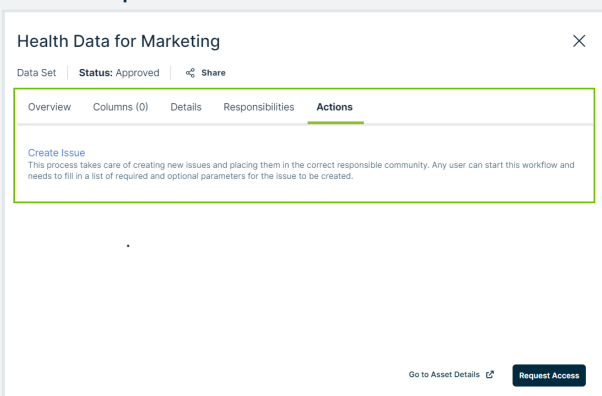 Health Data for Marketing
Data Set Status: Approved Share
Overview Columns (0) Details Responsibilities Actions
Create Issue
This process takes care of creating new issues and placing them in the correct responsible community. Any user can start this workflow and
needs to fill in a list of required and optional parameters for the issue to be created.
Go to Asset Details Request Access